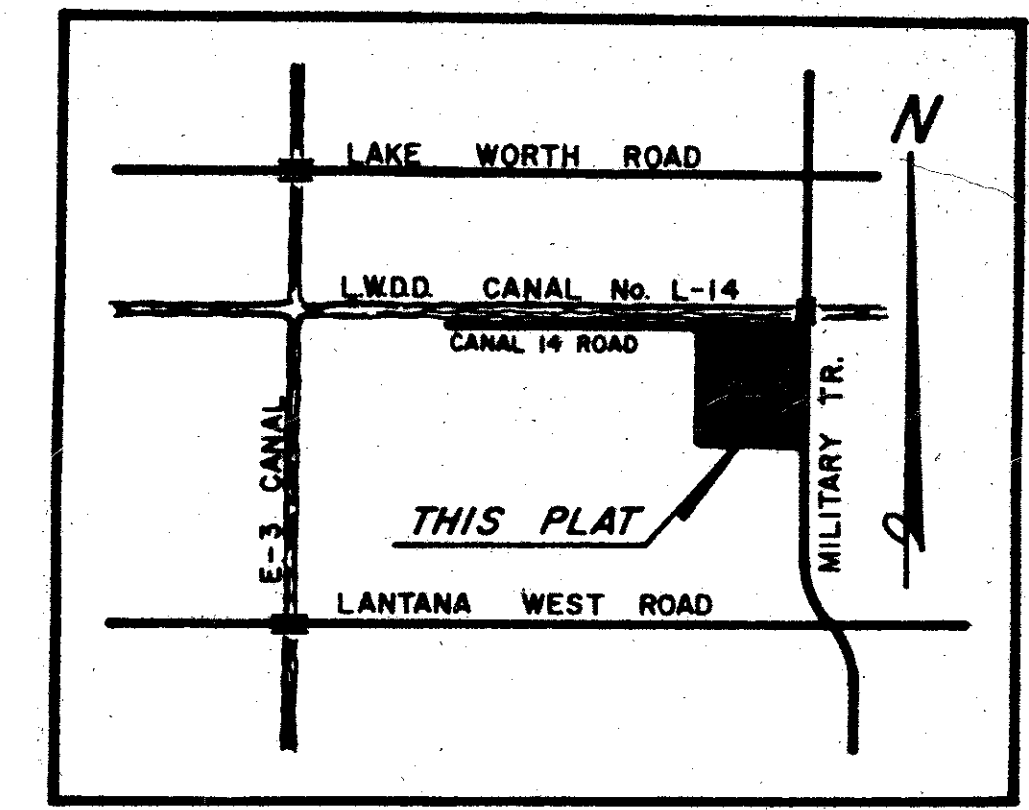 N
LAKE WORTH ROAD
L.W.D.D. CANAL No. L-14
CANAL 14 ROAD
MILITARY TR.
E-3 CANAL
THIS PLAT
LANTANA WEST ROAD